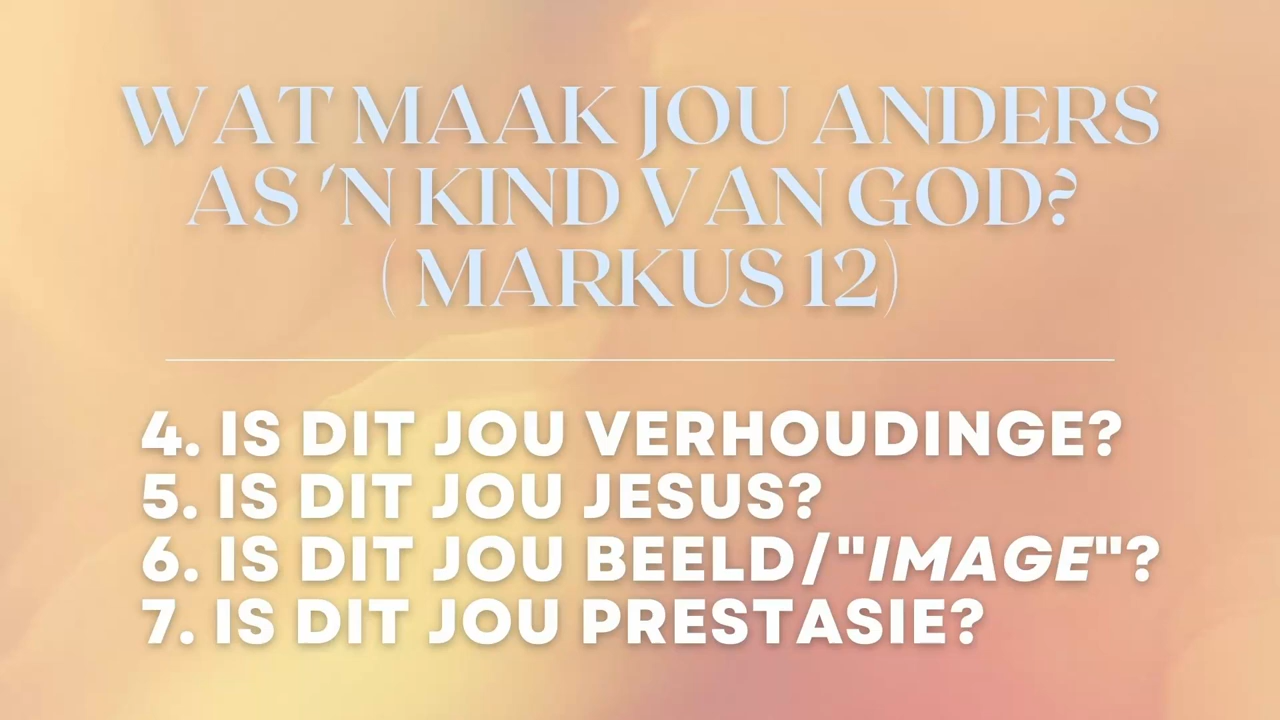 WAT MAAK JOU ANDERS
AS 'N KIND VAN GOD?
( MARKUS 12)
4. IS DIT JOU VERHOUDINGE?
5. IS DIT JOU JESUS?
6. IS DIT JOU BEELD/"IMAGE"?
7. IS DIT JOU PRESTASIE?